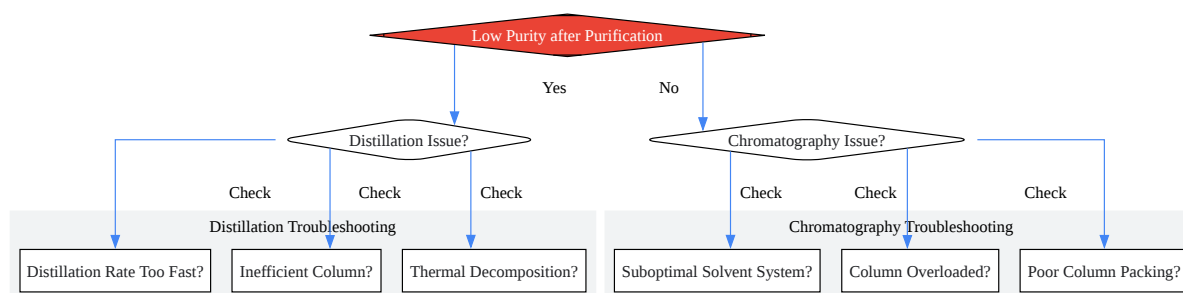 Low Purity after Purification
Yes
No
Distillation Issue?
Chromatography Issue?
Check
Check
Check
Check
Check
Check
Distillation Troubleshooting
Chromatography Troubleshooting
Distillation Rate Too Fast?
Inefficient Column?
Thermal Decomposition?
Suboptimal Solvent System?
Column Overloaded?
Poor Column Packing?